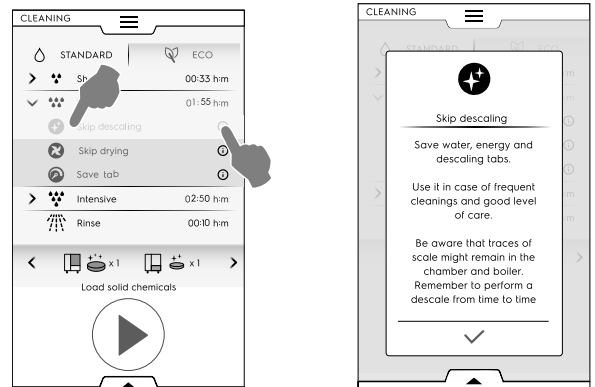 CLEANING
STANDARD
ECO
Sh
00:33 h:m
01:55 h:m
Skip descaling
Skip drying
Save tab
Intensive
02:50 h:m
Rinse
00:10 h:m
x 1
x 1
Load solid chemicals
CLEANING
STANDARD
ECO
h:m
h:m
h:m
Skip descaling
Save water, energy and
descaling tabs.
Use it in case of frequent
cleanings and good level
of care.
Be aware that traces of
scale might remain in the
chamber and boiler.
Remember to perform a
descale from time to time